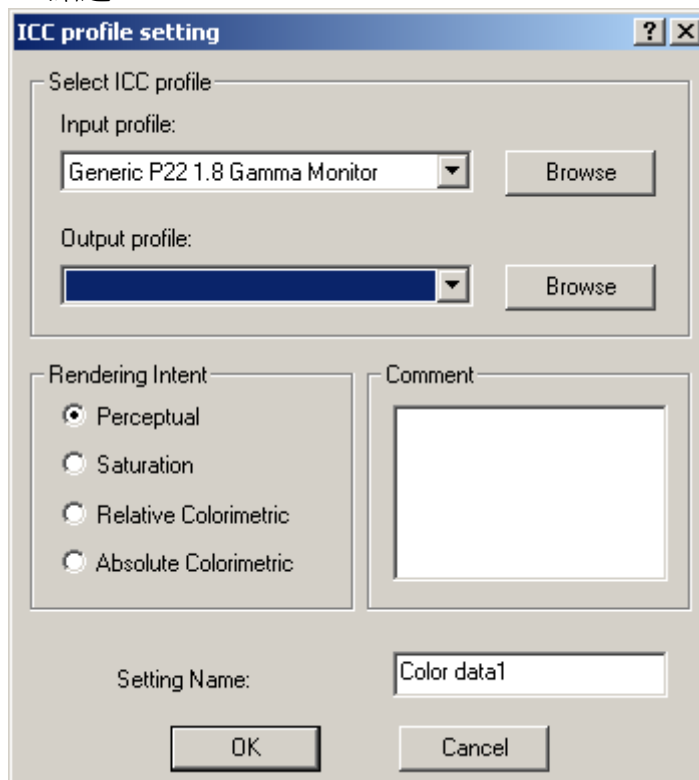 ICC profile setting
Select ICC profile
Input profile:
Generic P22 1.8 Gamma Monitor
Browse
Output profile:
Browse
Rendering Intent
Perceptual
Saturation
Relative Colorimetric
Absolute Colorimetric
Comment
Setting Name:
Color data1
OK
Cancel